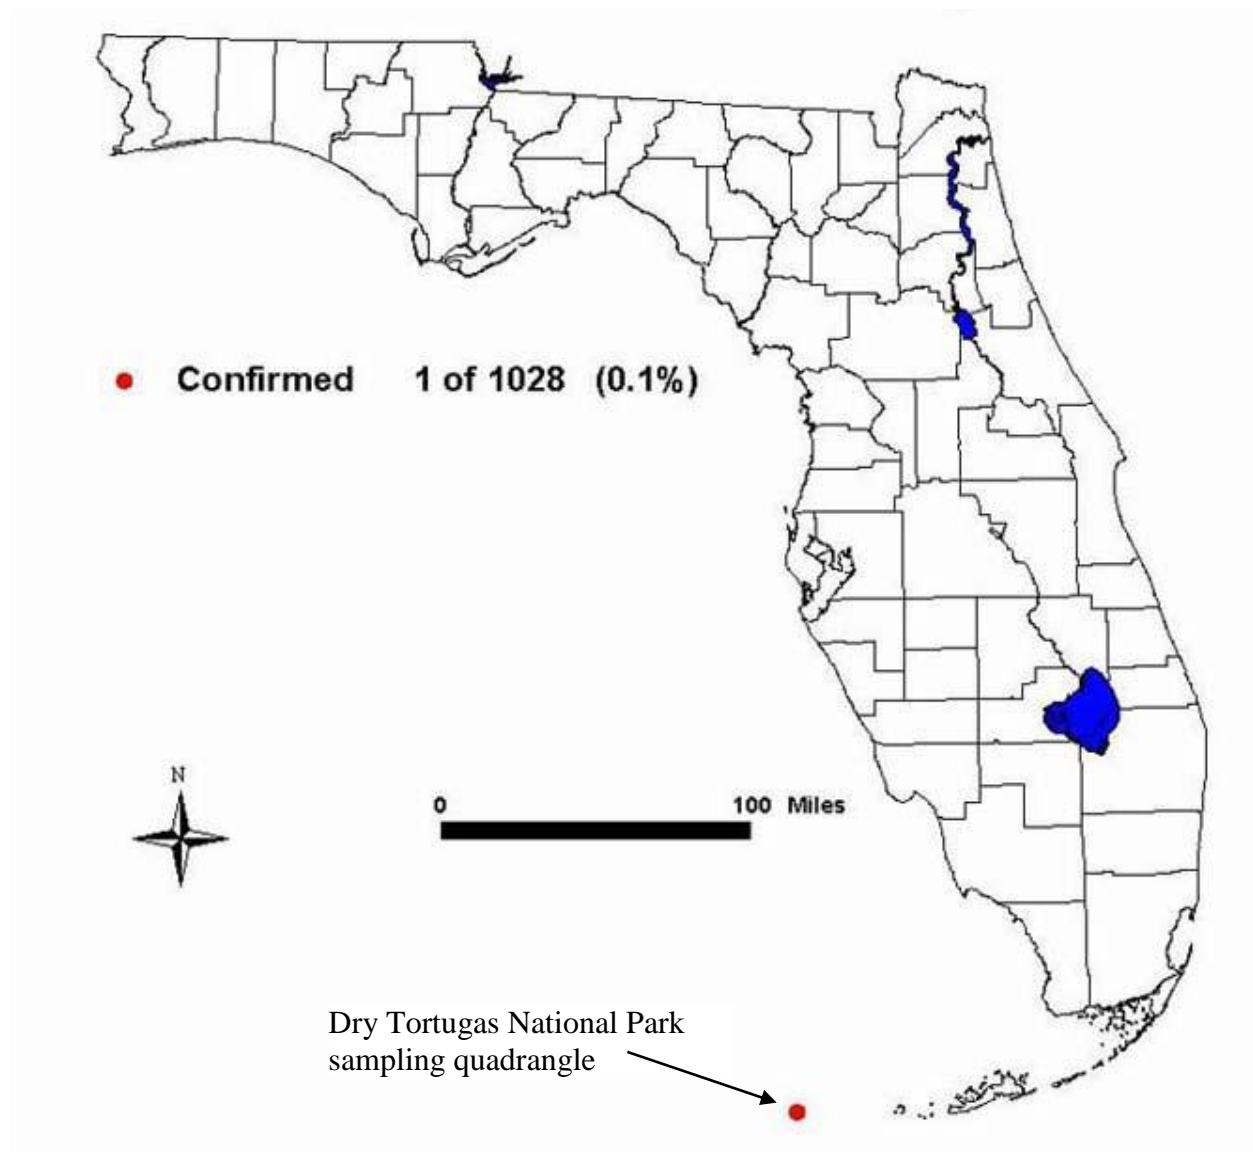 Confirmed 1 of 1028 (0.1%)
N
0 100 Miles
Dry Tortugas National Park
sampling quadrangle